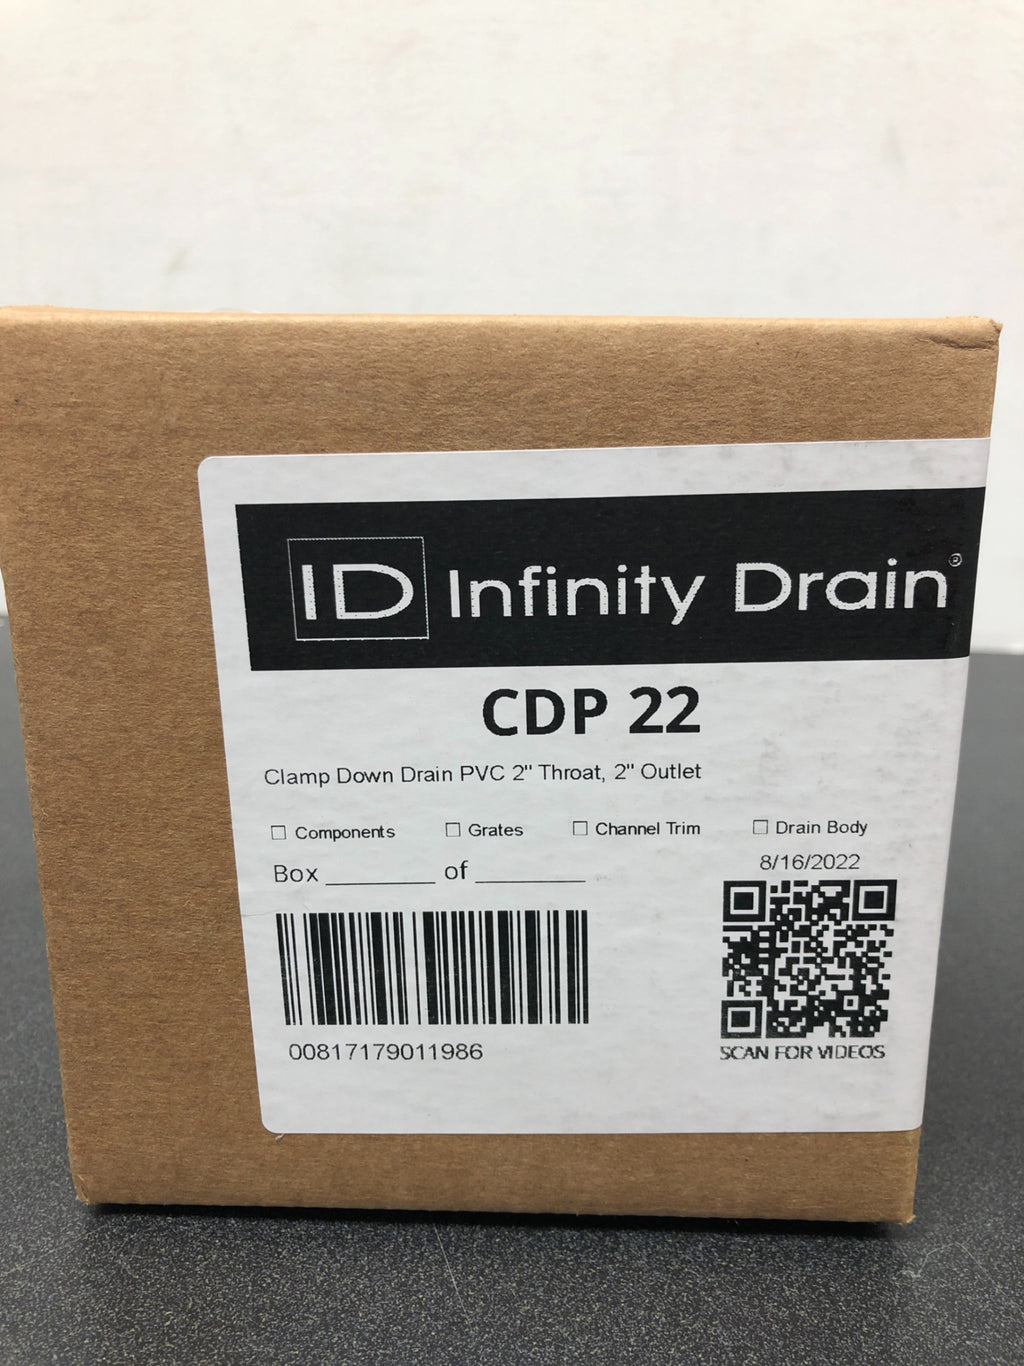 ID Infinity Drain®
CDP 22
Clamp Down Drain PVC 2" Throat, 2" Outlet
☐ Components ☐ Grates ☐ Channel Trim ☐ Drain Body
Box ________ of ________
8/16/2022
00817179011986
SCAN FOR VIDEOS